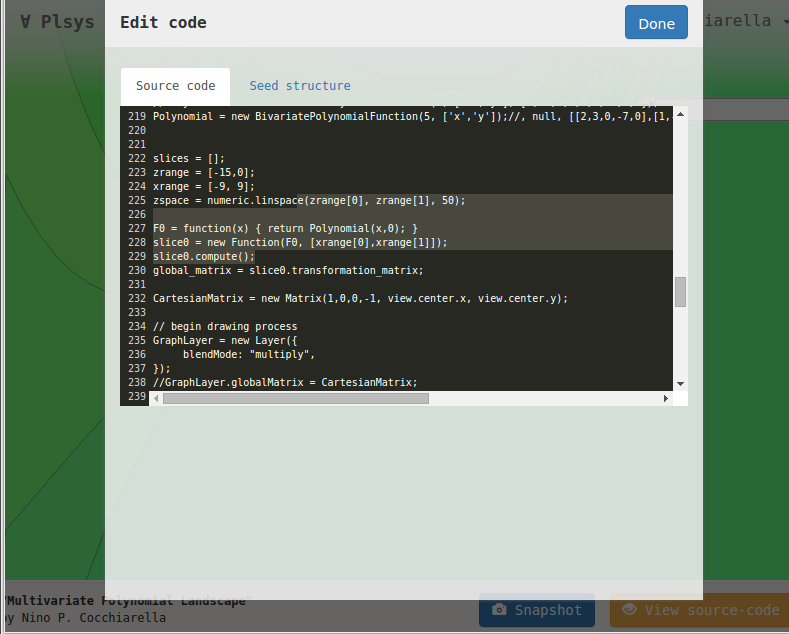 ∀ Plsys
Edit code
Done
iarella
Source code
Seed structure
219 Polynomial = new BivariatePolynomialFunction(5, ['x','y']);//, null, [[2,3,0,-7,0],[1,
220
221
222 slices = [];
223 zrange = [-15,0];
224 xrange = [-9, 9];
225 zspace = numeric.linspace(zrange[0], zrange[1], 50);
226
227 F0 = function(x) { return Polynomial(x,0); }
228 slice0 = new Function(F0, [xrange[0],xrange[1]]);
229 slice0.compute();
230 global_matrix = slice0.transformation_matrix;
231
232 CartesianMatrix = new Matrix(1,0,0,-1, view.center.x, view.center.y);
233
234 // begin drawing process
235 GraphLayer = new Layer({
236     blendMode: "multiply",
237 });
238 //GraphLayer.globalMatrix = CartesianMatrix;
239
"Multivariate Polynomial Landscape"
by Nino P. Cocchiarella
Snapshot
View source-code